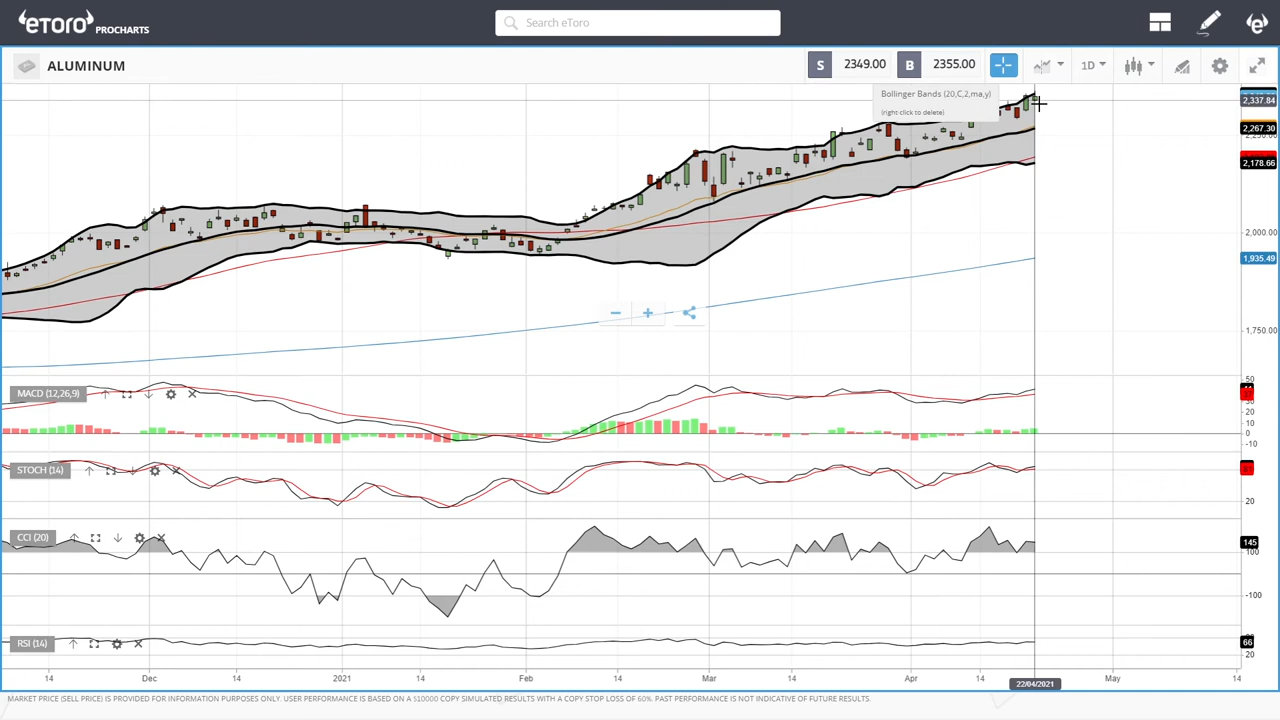 eToro PROCHARTS
Search eToro
ALUMINUM
S 2349.00 B 2355.00
1D
Bollinger Bands (20,C,2,ma,y)
(right click to delete)
2,337.84
2,267.30
2,178.66
2,000.00
1,935.49
1,750.00
MACD (12,26,9)
50
30
20
10
0
-10
STOCH (14)
20
CCI (20)
145
100
-100
RSI (14)
66
20
14 Dec 14 2021 14 Feb 14 Mar 14 Apr 14 22/04/2021 May 14
MARKET PRICE (SELL PRICE) IS PROVIDED FOR INFORMATION PURPOSES ONLY. USER PERFORMANCE IS BASED ON A $10000 COPY SIMULATED RESULTS WITH A COPY STOP LOSS OF 60%. PAST PERFORMANCE IS NOT INDICATIVE OF FUTURE RESULTS.